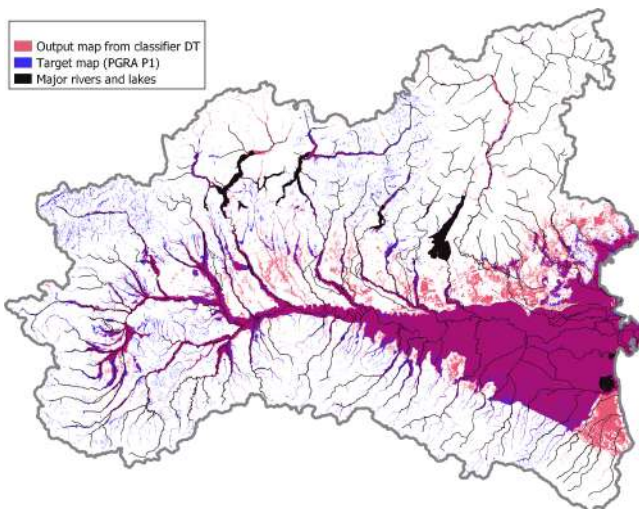 Output map from classifier DT
Target map (PGRA P1)
Major rivers and lakes